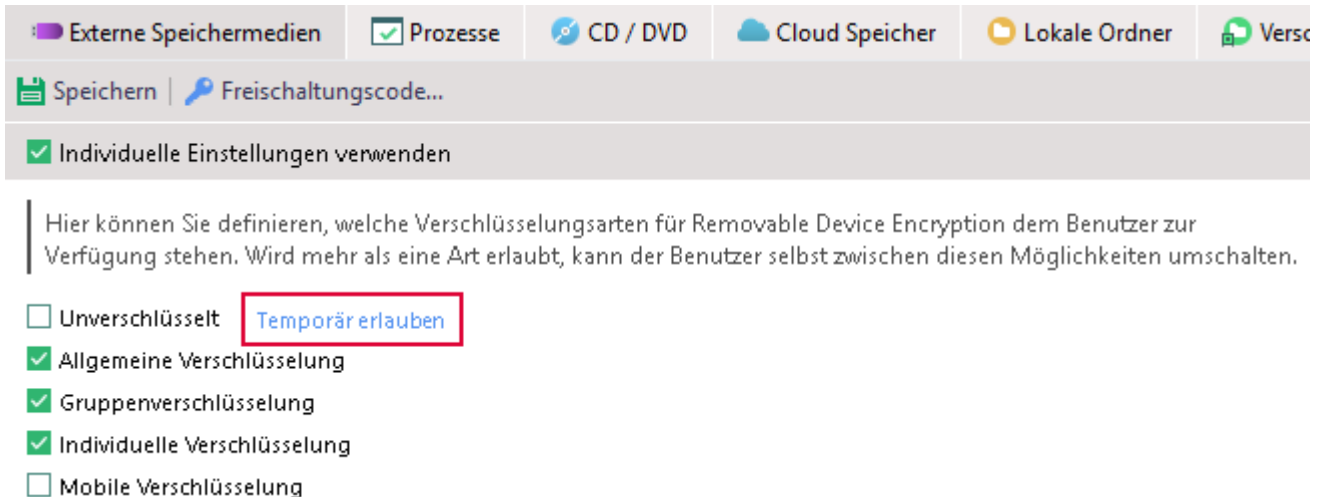 Externe Speichermedien Prozesse CD / DVD Cloud Speicher Lokale Ordner Versc
Speichern | Freischaltungscode...
Individuelle Einstellungen verwenden
Hier können Sie definieren, welche Verschlüsselungsarten für Removable Device Encryption dem Benutzer zur
Verfügung stehen. Wird mehr als eine Art erlaubt, kann der Benutzer selbst zwischen diesen Möglichkeiten umschalten.
Unverschlüsselt Temporär erlauben
Allgemeine Verschlüsselung
Gruppenverschlüsselung
Individuelle Verschlüsselung
Mobile Verschlüsselung